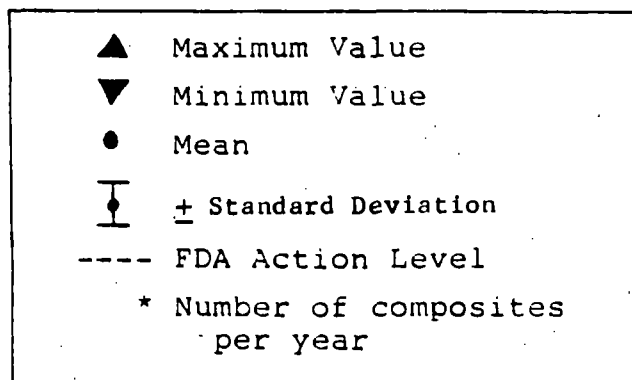 Maximum Value
Minimum Value
Mean
± Standard Deviation
---- FDA Action Level
* Number of composites
per year